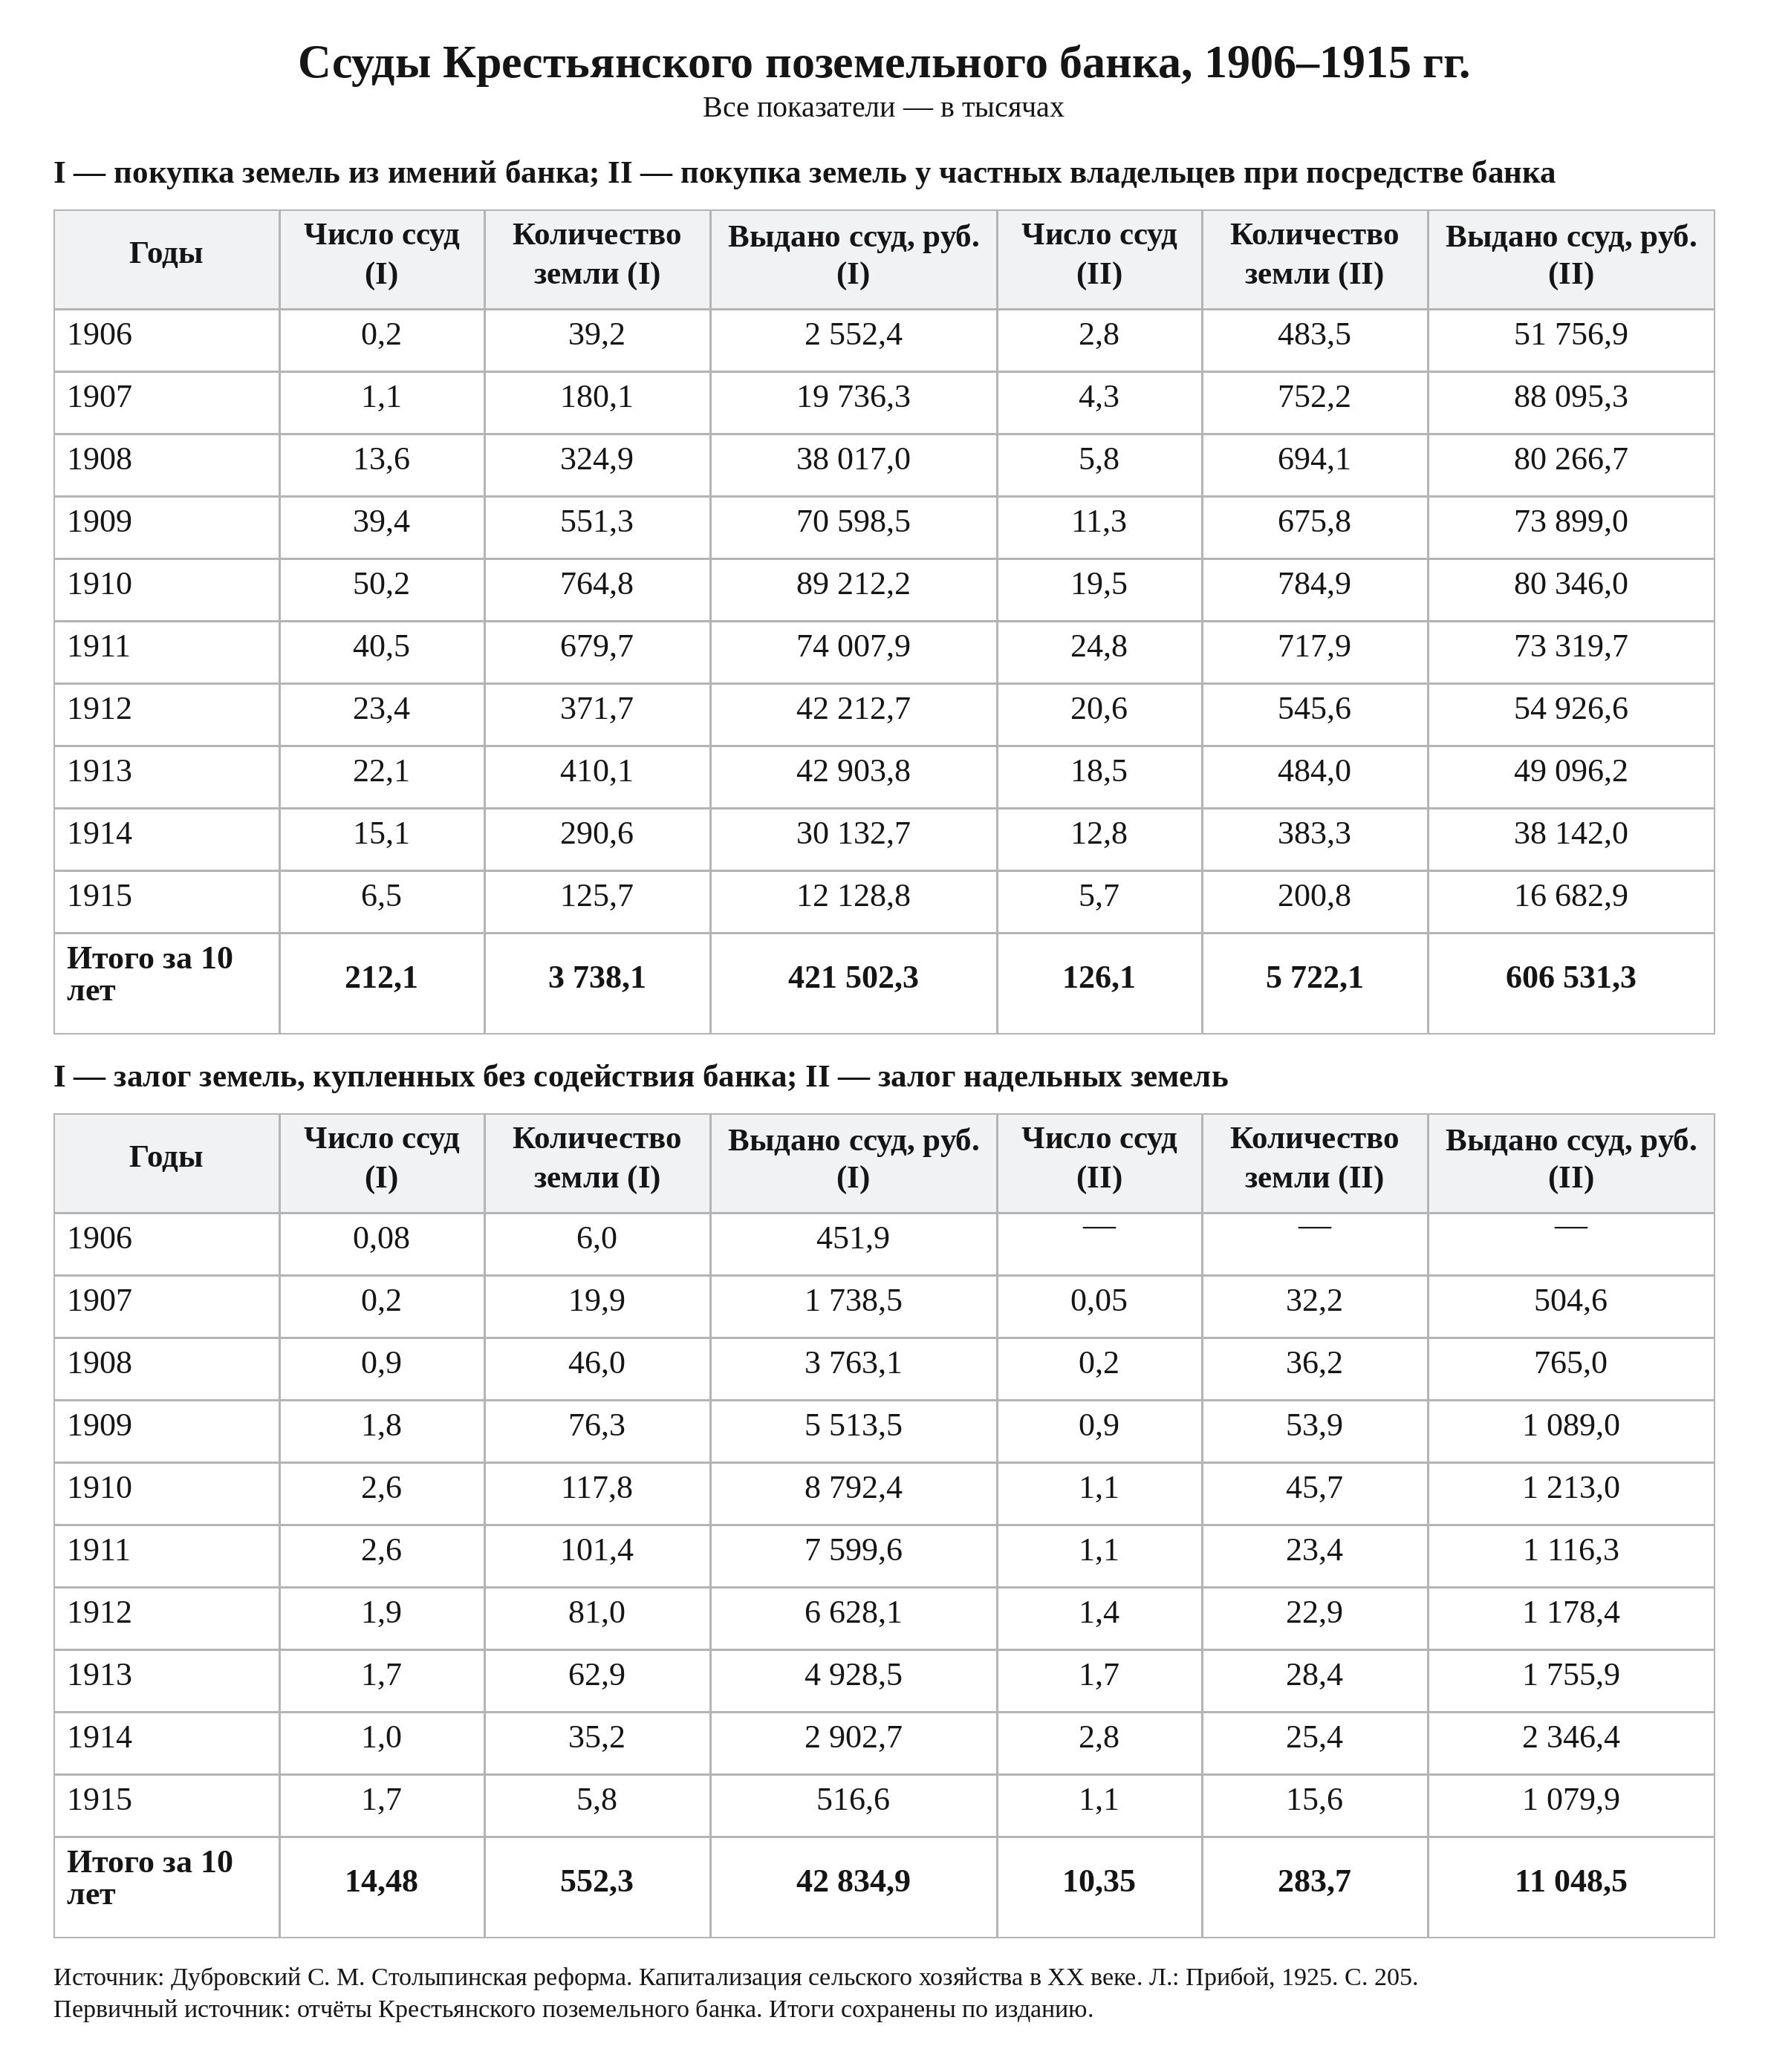 Ссуды Крестьянского поземельного банка, 1906–1915 гг.
Все показатели — в тысячах
I — покупка земель из имений банка; II — покупка земель у частных владельцев при посредстве банка
Годы Число ссуд (I) Количество земли (I) Выдано ссуд, руб. (I) Число ссуд (II) Количество земли (II) Выдано ссуд, руб. (II)
1906 0,2 39,2 2 552,4 2,8 483,5 51 756,9
1907 1,1 180,1 19 736,3 4,3 752,2 88 095,3
1908 13,6 324,9 38 017,0 5,8 694,1 80 266,7
1909 39,4 551,3 70 598,5 11,3 675,8 73 899,0
1910 50,2 764,8 89 212,2 19,5 784,9 80 346,0
1911 40,5 679,7 74 007,9 24,8 717,9 73 319,7
1912 23,4 371,7 42 212,7 20,6 545,6 54 926,6
1913 22,1 410,1 42 903,8 18,5 484,0 49 096,2
1914 15,1 290,6 30 132,7 12,8 383,3 38 142,0
1915 6,5 125,7 12 128,8 5,7 200,8 16 682,9
Итого за 10 лет 212,1 3 738,1 421 502,3 126,1 5 722,1 606 531,3
I — залог земель, купленных без содействия банка; II — залог надельных земель
Годы Число ссуд (I) Количество земли (I) Выдано ссуд, руб. (I) Число ссуд (II) Количество земли (II) Выдано ссуд, руб. (II)
1906 0,08 6,0 451,9 — — —
1907 0,2 19,9 1 738,5 0,05 32,2 504,6
1908 0,9 46,0 3 763,1 0,2 36,2 765,0
1909 1,8 76,3 5 513,5 0,9 53,9 1 089,0
1910 2,6 117,8 8 792,4 1,1 45,7 1 213,0
1911 2,6 101,4 7 599,6 1,1 23,4 1 116,3
1912 1,9 81,0 6 628,1 1,4 22,9 1 178,4
1913 1,7 62,9 4 928,5 1,7 28,4 1 755,9
1914 1,0 35,2 2 902,7 2,8 25,4 2 346,4
1915 1,7 5,8 516,6 1,1 15,6 1 079,9
Итого за 10 лет 14,48 552,3 42 834,9 10,35 283,7 11 048,5
Источник: Дубровский С. М. Столыпинская реформа. Капитализация сельского хозяйства в XX веке. Л.: Прибой, 1925. С. 205.
Первичный источник: отчёты Крестьянского поземельного банка. Итоги сохранены по изданию.